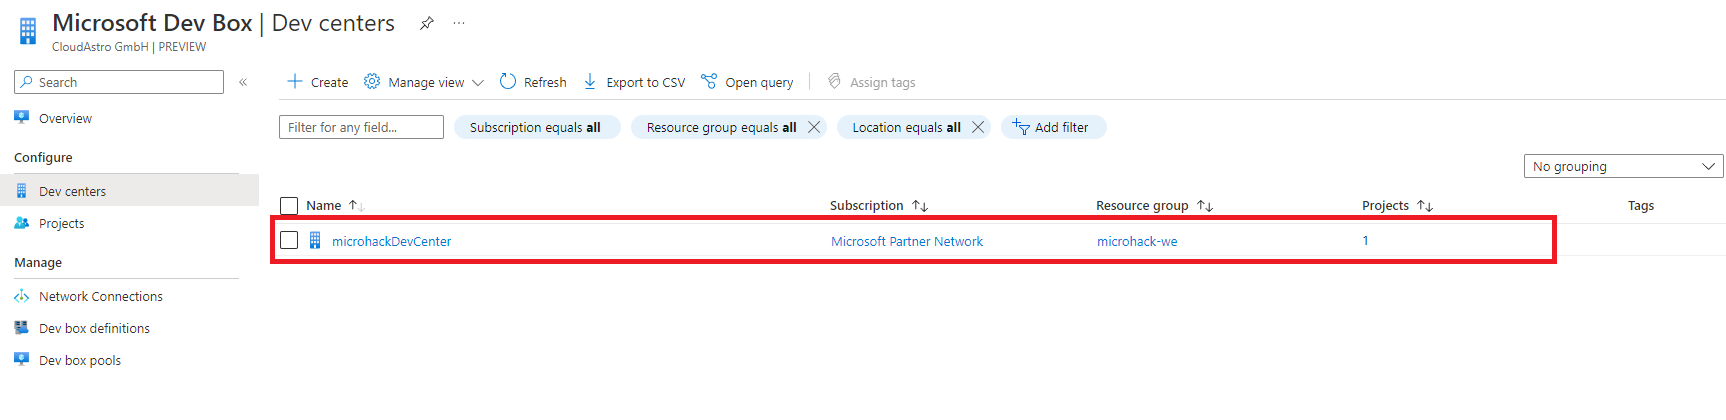 Microsoft Dev Box | Dev centers
CloudAstro GmbH | PREVIEW
Search
Overview
Configure
Dev centers
Projects
Manage
Network Connections
Dev box definitions
Dev box pools
Create Manage view Refresh Export to CSV Open query Assign tags
Filter for any field... Subscription equals all Resource group equals all Location equals all Add filter
No grouping
Name Subscription Resource group Projects Tags
microhackDevCenter Microsoft Partner Network microhack-we 1